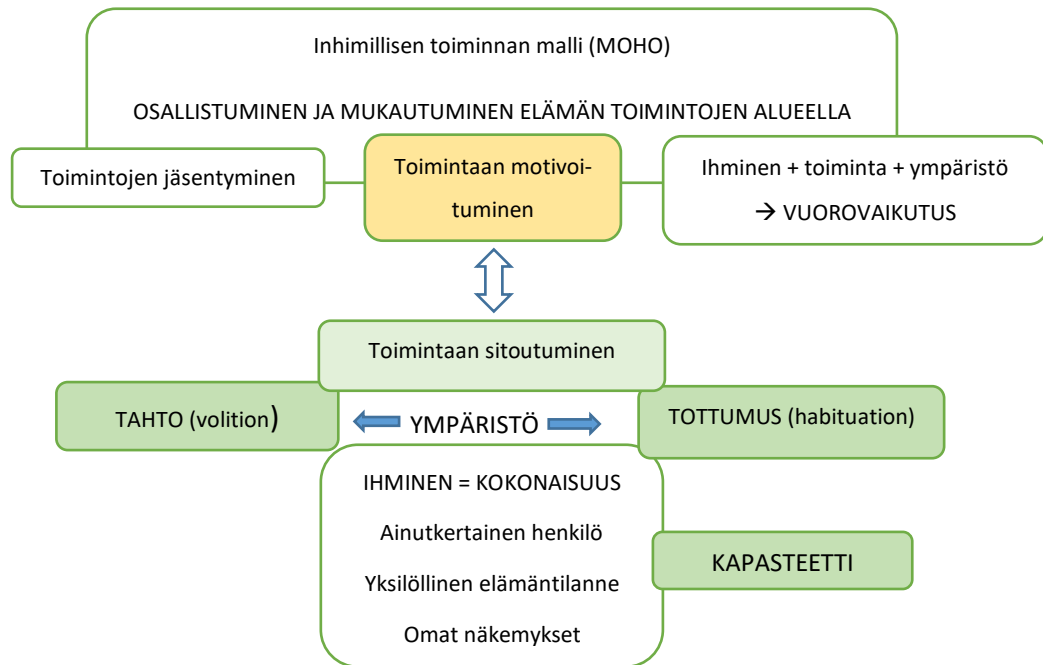 Inhimillisen toiminnan malli (MOHO)
OSALLISTUMINEN JA MUKAUTUMINEN ELÄMÄN TOIMINTOJEN ALUEELLA
Toimintojen jäsentyminen
Toimintaan motivoi-
tuminen
Ihminen + toiminta + ympäristö
→ VUOROVAIKUTUS
Toimintaan sitoutuminen
TAHTO (volition)
YMPÄRISTÖ
TOTTUMUS (habituation)
IHMINEN = KOKONAISUUS
Ainutkertainen henkilö
Yksilöllinen elämäntilanne
Omat näkemykset
KAPASTEETTI